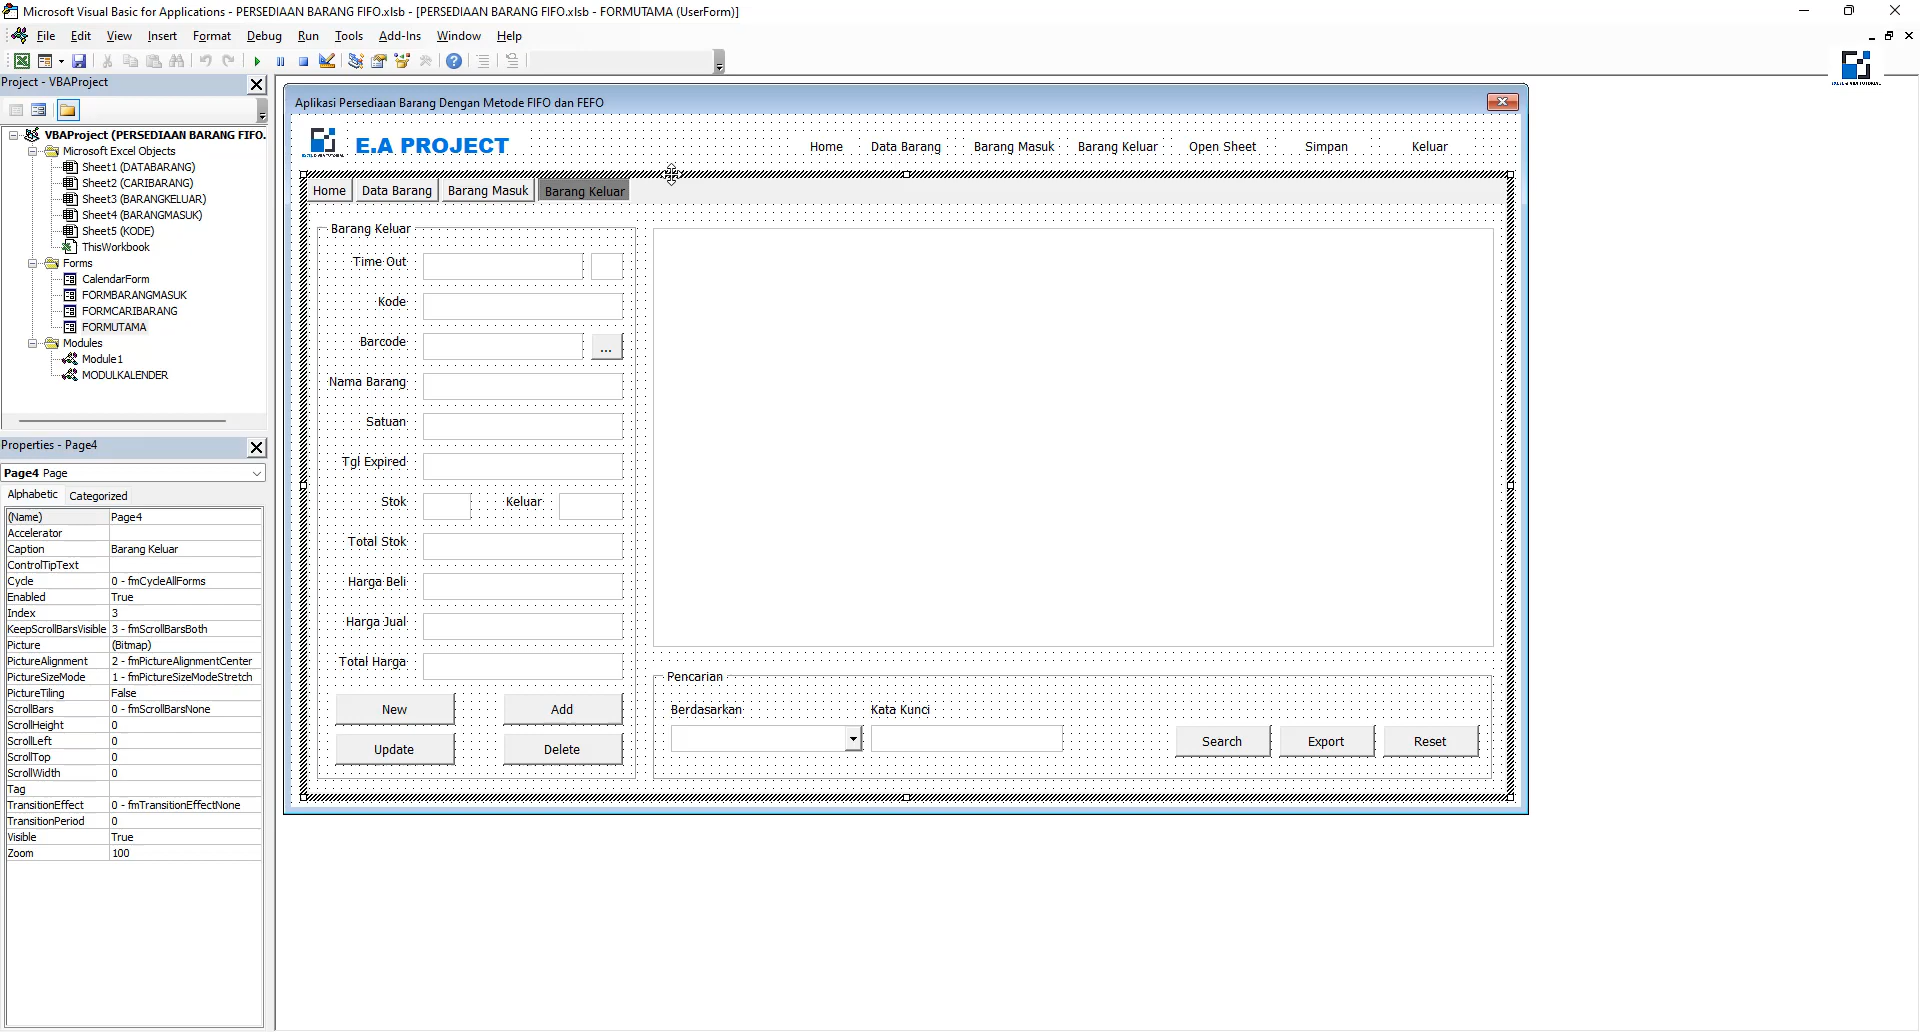 Microsoft Visual Basic for Applications - PERSEDIAAN BARANG FIFO.xlsb - [PERSEDIAAN BARANG FIFO.xlsb - FORMUTAMA (UserForm)]
File Edit View Insert Format Debug Run Tools Add-Ins Window Help
Project - VBAProject
VBAProject (PERSEDIAAN BARANG FIFO.
Microsoft Excel Objects
Sheet1 (DATABARANG)
Sheet2 (CARIBARANG)
Sheet3 (BARANGKELUAR)
Sheet4 (BARANGMASUK)
Sheet5 (KODE)
ThisWorkbook
Forms
CalendarForm
FORMBARANGMASUK
FORMCARIBARANG
FORMUTAMA
Modules
Module1
MODULKALENDER
Properties - Page4
Page4 Page
Alphabetic Categorized
(Name) Page4
Accelerator
Caption Barang Keluar
ControlTipText
Cycle 0 - fmCycleAllForms
Enabled True
Index 3
KeepScrollBarsVisible 3 - fmScrollBarsBoth
Picture (Bitmap)
PictureAlignment 2 - fmPictureAlignmentCenter
PictureSizeMode 1 - fmPictureSizeModeStretch
PictureTiling False
ScrollBars 0 - fmScrollBarsNone
ScrollHeight 0
ScrollLeft 0
ScrollTop 0
ScrollWidth 0
Tag
TransitionEffect 0 - fmTransitionEffectNone
TransitionPeriod 0
Visible True
Zoom 100
Aplikasi Persediaan Barang Dengan Metode FIFO dan FEFO
E.A PROJECT
Home Data Barang Barang Masuk Barang Keluar Open Sheet Simpan Keluar
Home Data Barang Barang Masuk Barang Keluar
Barang Keluar
Time Out
Kode
Barcode ...
Nama Barang
Satuan
Tgl Expired
Stok Keluar
Total Stok
Harga Beli
Harga Jual
Total Harga
New Add
Update Delete
Pencarian
Berdasarkan Kata Kunci
Search Export Reset